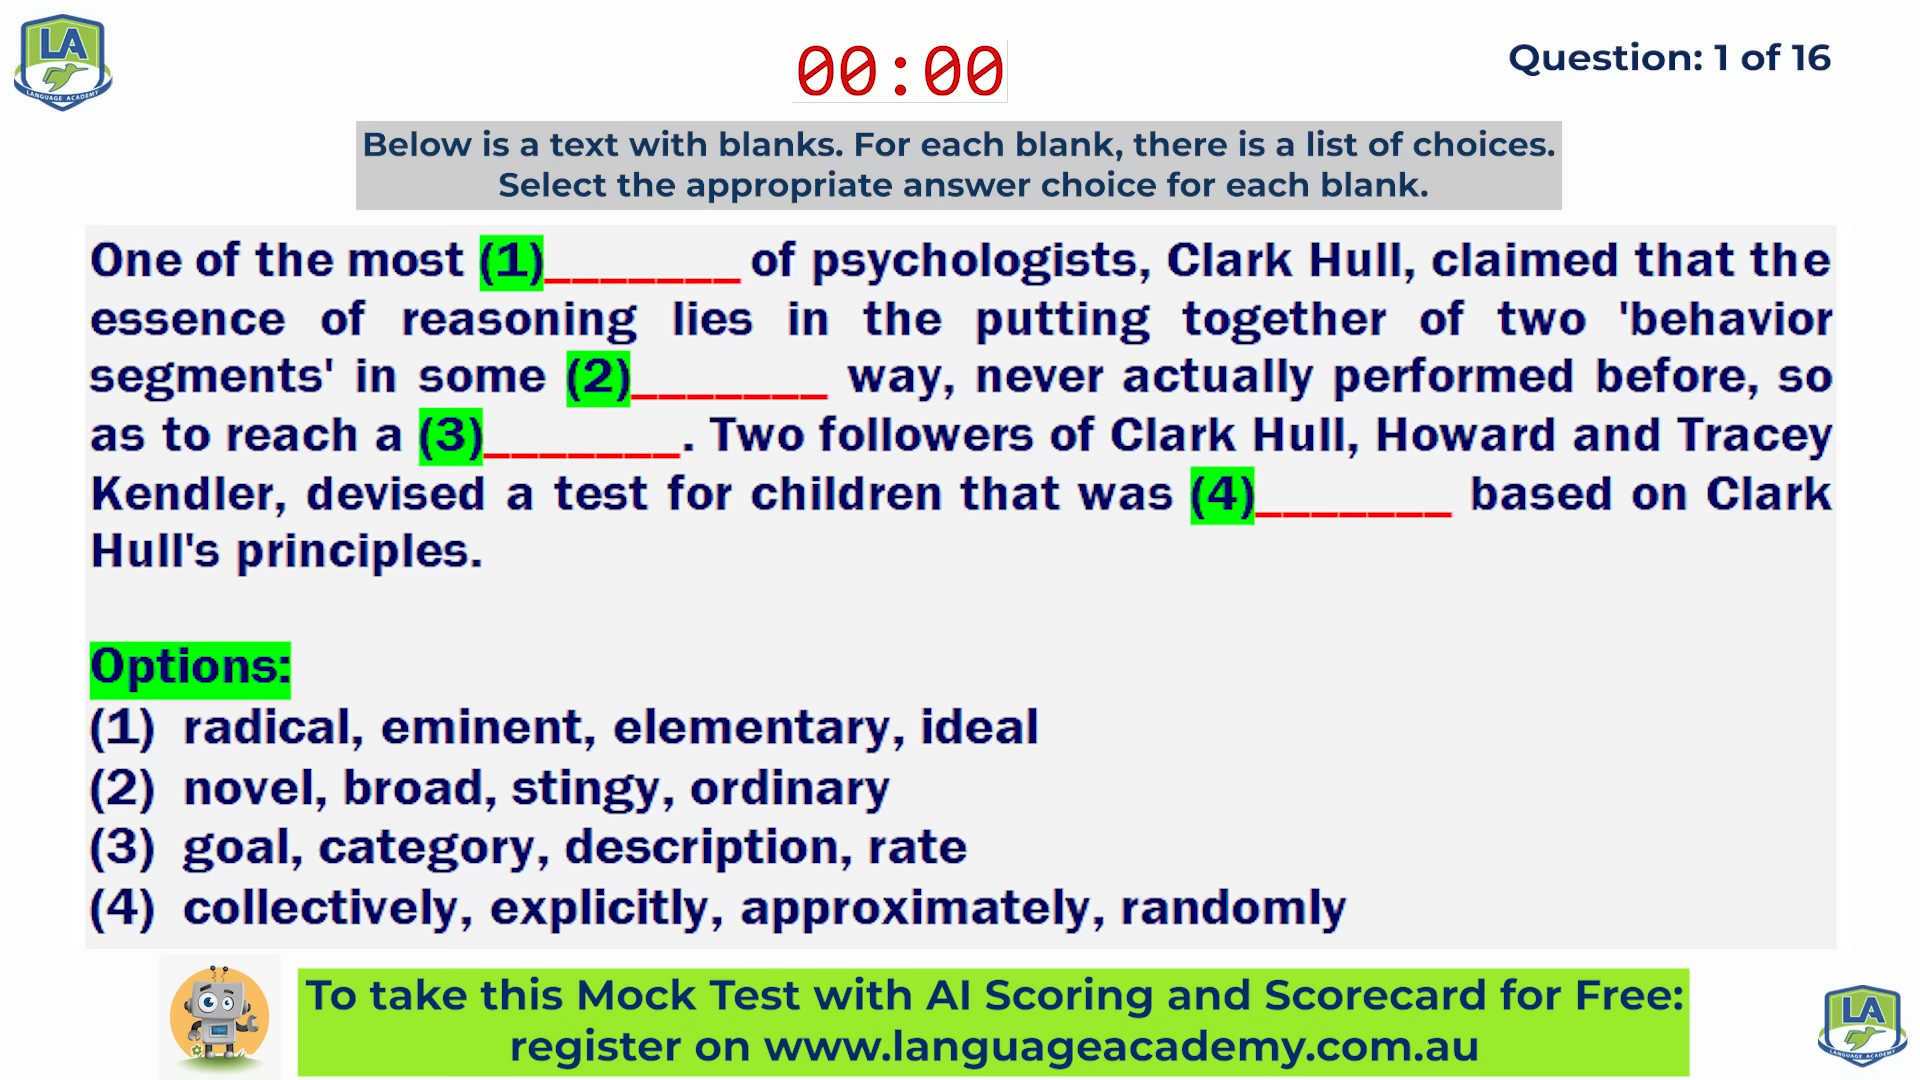 LA
LANGUAGE ACADEMY
00:00
Question: 1 of 16
Below is a text with blanks. For each blank, there is a list of choices.
Select the appropriate answer choice for each blank.
One of the most (1)_______ of psychologists, Clark Hull, claimed that the
essence of reasoning lies in the putting together of two 'behavior
segments' in some (2)_______ way, never actually performed before, so
as to reach a (3)_______. Two followers of Clark Hull, Howard and Tracey
Kendler, devised a test for children that was (4)_______ based on Clark
Hull's principles.
Options:
(1) radical, eminent, elementary, ideal
(2) novel, broad, stingy, ordinary
(3) goal, category, description, rate
(4) collectively, explicitly, approximately, randomly
To take this Mock Test with AI Scoring and Scorecard for Free:
register on www.languageacademy.com.au
LA
LANGUAGE ACADEMY